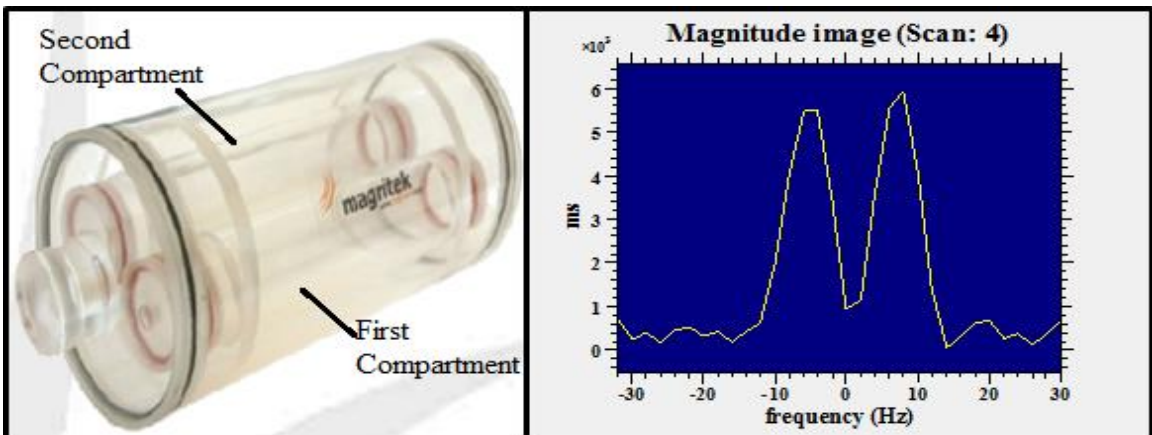 Second
Compartment
magritek
First
Compartment
Magnitude image (Scan: 4)
×10⁵
6
5
4
3
2
1
0
ms
-30 -20 -10 0 10 20 30
frequency (Hz)